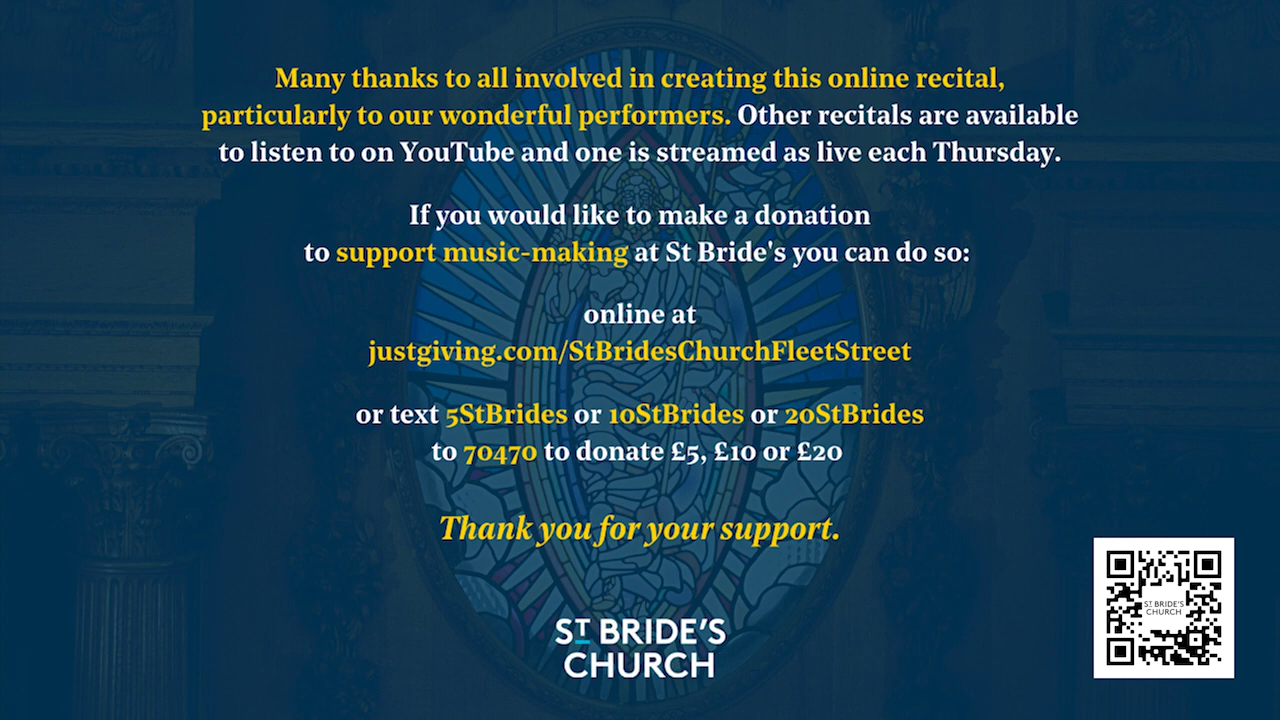 Many thanks to all involved in creating this online recital,
particularly to our wonderful performers. Other recitals are available
to listen to on YouTube and one is streamed as live each Thursday.
If you would like to make a donation
to support music-making at St Bride's you can do so:
online at
justgiving.com/StBridesChurchFleetStreet
or text 5StBrides or 10StBrides or 20StBrides
to 70470 to donate £5, £10 or £20
Thank you for your support.
ST BRIDE'S
CHURCH
ST BRIDE'S
CHURCH